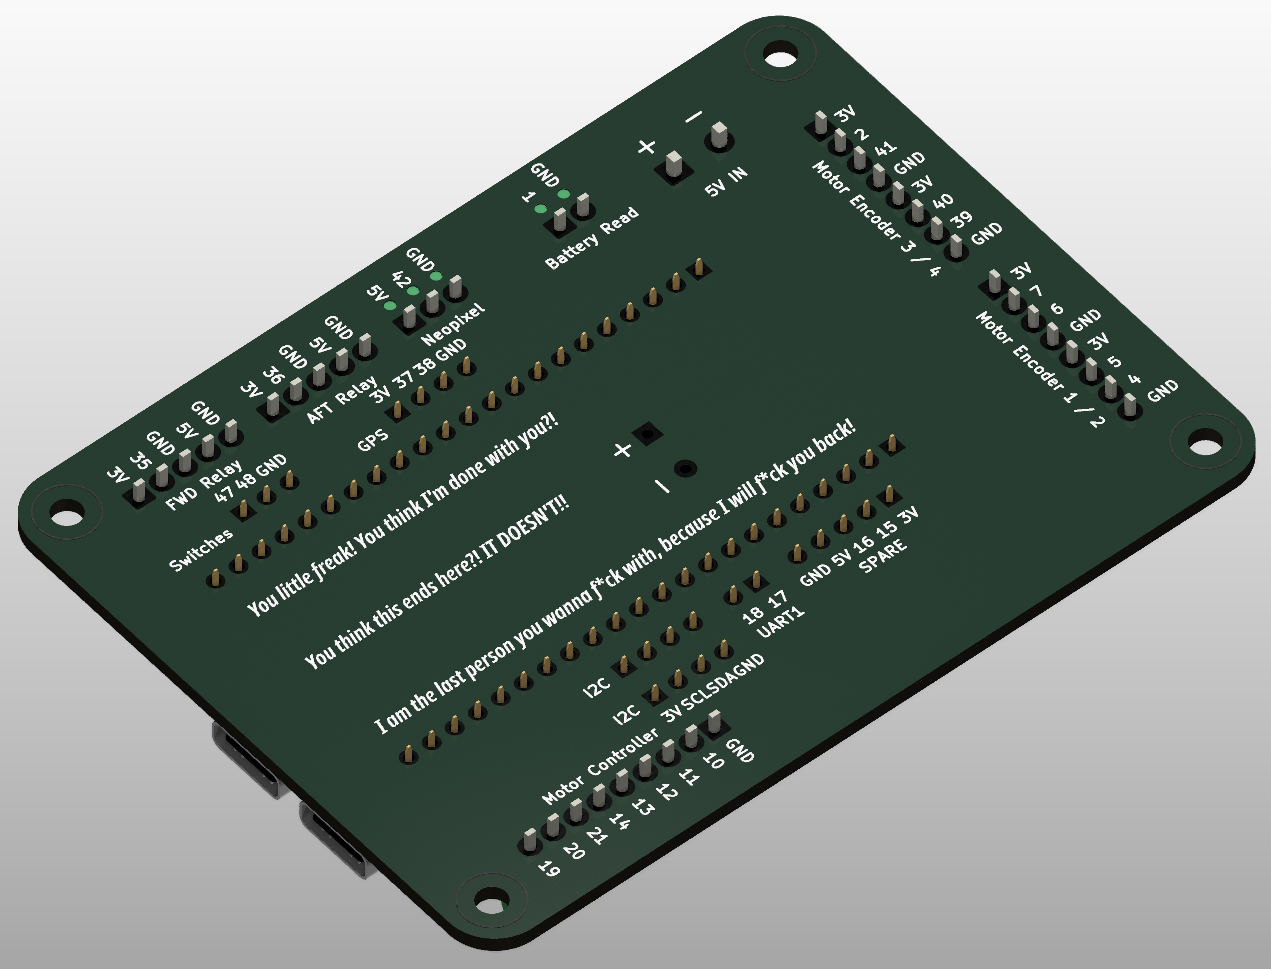 + −
5V IN
GND
1
Battery Read
3V
2
41
GND
3V
40
39
GND
Motor Encoder 3 / 4
3V
7
6
GND
3V
5
4
GND
Motor Encoder 1 / 2
GND
42
5V
Neopixel
GND
5V
GND
36
3V
AFT Relay
3V 37 38 GND
GPS
GND
5V
GND
35
3V
FWD Relay
47 48 GND
Switches
+ −
You little freak! You think I'm done with you?!
You think this ends here?! IT DOESN'T!!
I am the last person you wanna f*ck with, because I will f*ck you back!
GND 5V 16 15 3V
SPARE
18 17
UART1
I2C
I2C
3V SCL SDA GND
Motor Controller
19
20
21
14
13
12
11
10
GND